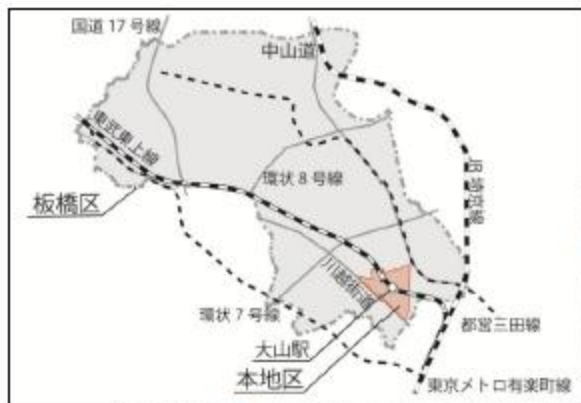 国道17号線
中山道
東武東上線
JR埼京線
板橋区
環状8号線
川越街道
環状7号線
都営三田線
大山駅
本地区
東京メトロ有楽町線